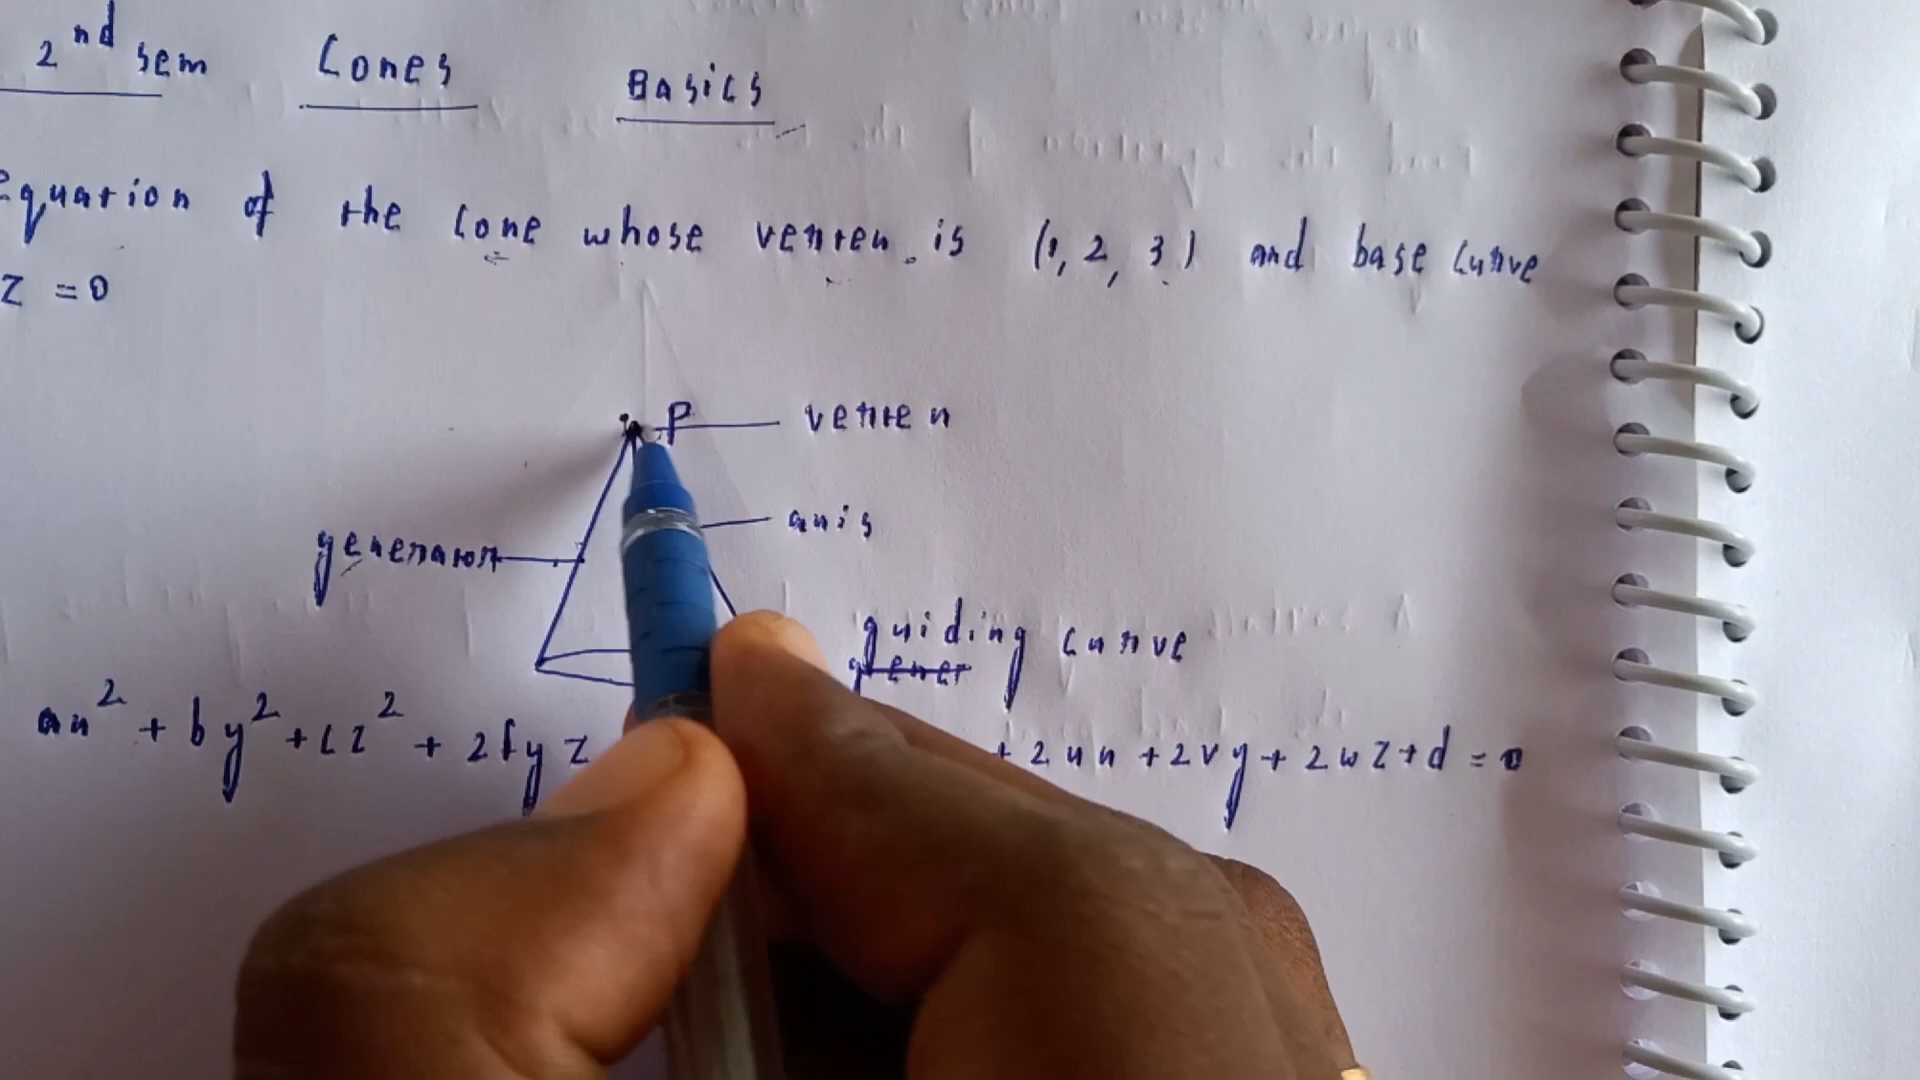 2nd sem Cones Basics
equation of the cone whose vertex is (1, 2, 3) and base curve
z = 0
P vertex
axis
generator
guiding curve
ax² + by² + cz² + 2fyz + 2ux + 2vy + 2wz + d = 0